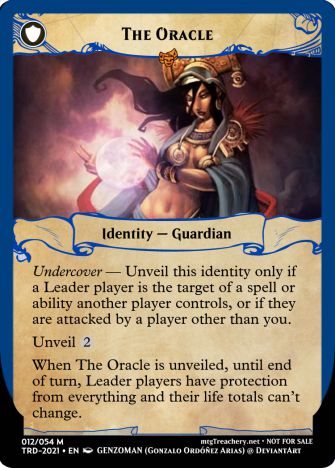 THE ORACLE
Identity — Guardian
Undercover — Unveil this identity only if
a Leader player is the target of a spell or
ability another player controls, or if they
are attacked by a player other than you.
Unveil 2
When The Oracle is unveiled, until end
of turn, Leader players have protection
from everything and their life totals can't
change.
012/054 M
mtgTreachery.net • NOT FOR SALE
TRD-2021 • EN GENZOMAN (GONZALO ORDÓÑEZ ARIAS) @ DEVIANTART